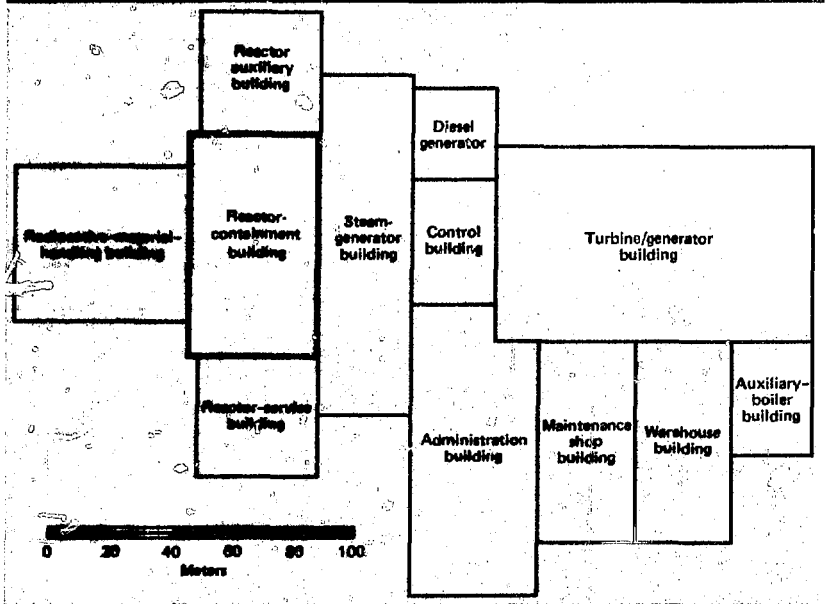 Reactor
auxiliary
building
Diesel
generator
Radioactive-material-
handling building
Reactor-
containment
building
Steam-
generator
building
Control
building
Turbine/generator
building
Reactor-service
building
Administration
building
Maintenance
shop
building
Warehouse
building
Auxiliary-
boiler
building
0 20 40 60 80 100
Meters